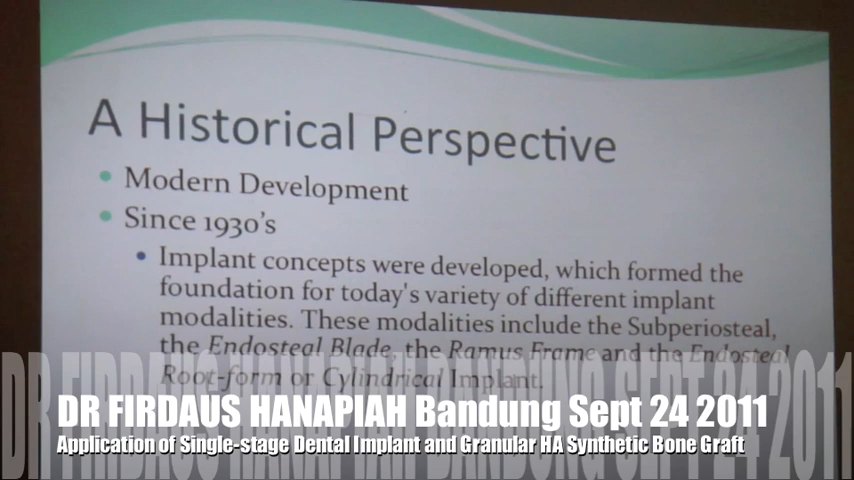 A Historical Perspective
Modern Development
Since 1930's
Implant concepts were developed, which formed the
foundation for today's variety of different implant
modalities. These modalities include the Subperiosteal,
the Endosteal Blade, the Ramus Frame and the Endosteal
Root-form or Cylindrical Implant.
DR FIRDAUS HANAPIAH Bandung Sept 24 2011
Application of Single-stage Dental Implant and Granular HA Synthetic Bone Graft
DR FIRDAUS HANAPIAH BANDUNG SEPT 24 2011